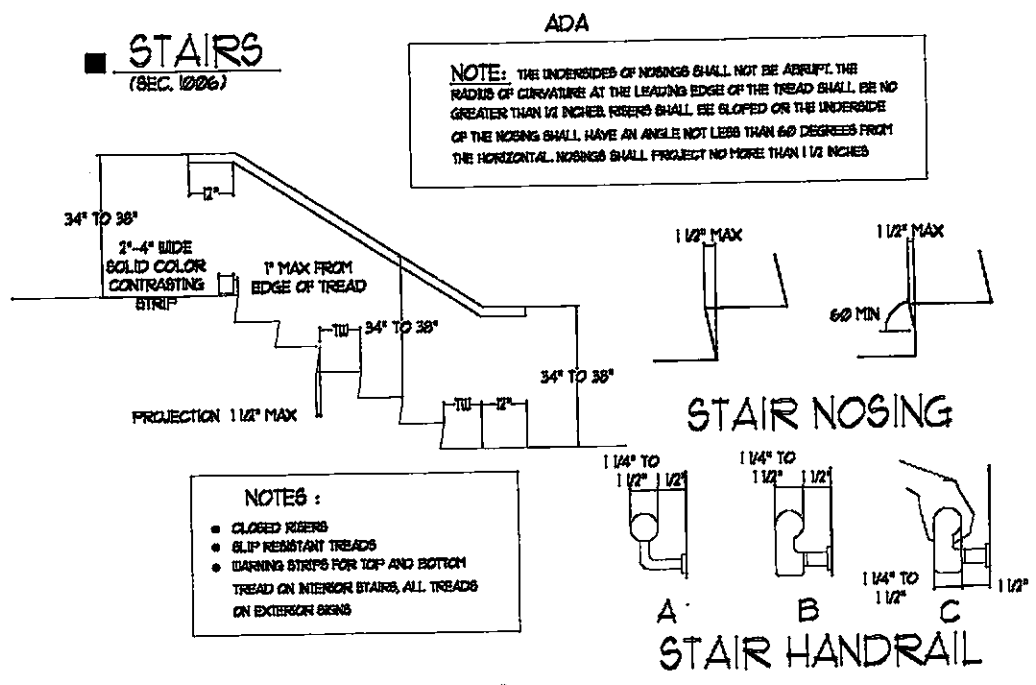 ADA
STAIRS
(SEC. 1006)
NOTE: THE UNDERSIDES OF NOSINGS SHALL NOT BE ABRUPT. THE
RADIUS OF CURVATURE AT THE LEADING EDGE OF THE TREAD SHALL BE NO
GREATER THAN 1/2 INCHES. RISERS SHALL BE SLOPED OR THE UNDERSIDE
OF THE NOSING SHALL HAVE AN ANGLE NOT LESS THAN 60 DEGREES FROM
THE HORIZONTAL. NOSINGS SHALL PROJECT NO MORE THAN 1 1/2 INCHES
12"
34" TO 38"
2"-4" WIDE
SOLID COLOR
CONTRASTING
STRIP
1" MAX FROM
EDGE OF TREAD
TW
34" TO 38"
34" TO 38"
PROJECTION 1 1/2" MAX
TW
12"
1 1/2" MAX
1 1/2" MAX
60 MIN
STAIR NOSING
NOTES :
CLOSED RISERS
SLIP RESISTANT TREADS
WARNING STRIPS FOR TOP AND BOTTOM
TREAD ON INTERIOR STAIRS, ALL TREADS
ON EXTERIOR SIGNS
1 1/4" TO
1 1/2" 1 1/2"
1 1/4" TO
1 1/2" 1 1/2"
1 1/4" TO
1 1/2" 1 1/2"
A
B
C
STAIR HANDRAIL